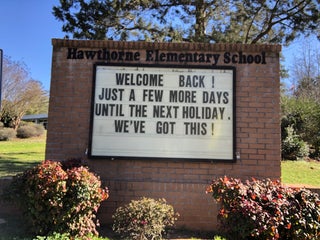 Hawthorne Elementary School
WELCOME BACK!
JUST A FEW MORE DAYS
UNTIL THE NEXT HOLIDAY.
WE'VE GOT THIS!